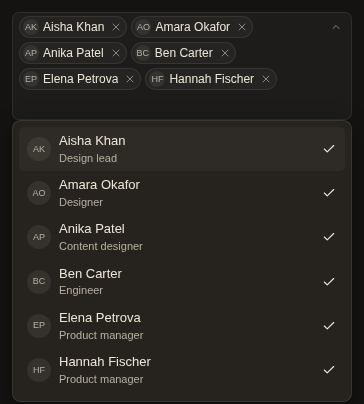 AK Aisha Khan AO Amara Okafor
AP Anika Patel BC Ben Carter
EP Elena Petrova HF Hannah Fischer
AK Aisha Khan
Design lead
AO Amara Okafor
Designer
AP Anika Patel
Content designer
BC Ben Carter
Engineer
EP Elena Petrova
Product manager
HF Hannah Fischer
Product manager